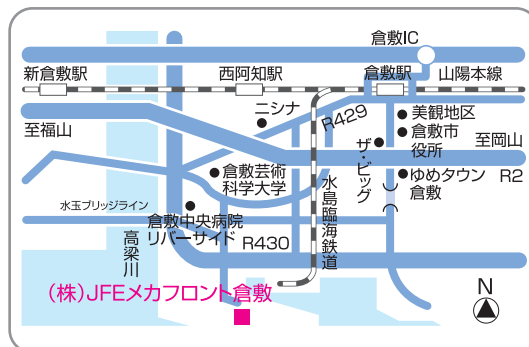 倉敷IC
新倉敷駅
西阿知駅
倉敷駅
山陽本線
ニシナ
R429
美観地区
倉敷市
役所
至福山
ザ・ビッグ
至岡山
倉敷芸術
科学大学
ゆめタウン
倉敷
R2
水島臨海鉄道
水玉ブリッジライン
倉敷中央病院
リバーサイド
高梁川
R430
(株)JFEメカフロント倉敷
N